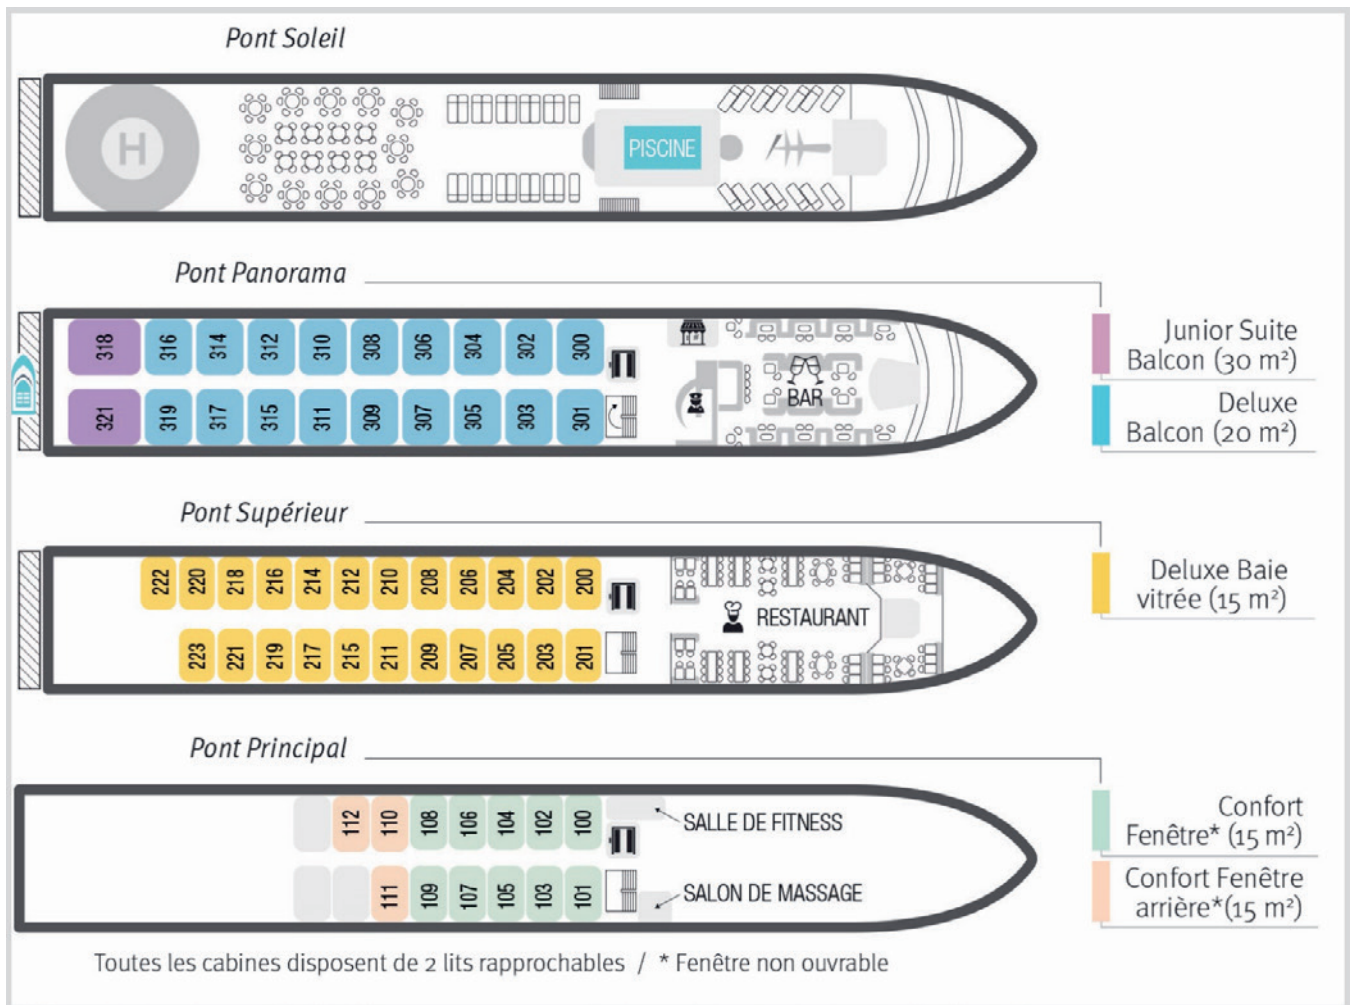 Pont Soleil
H
PISCINE
Pont Panorama
318 316 314 312 310 308 306 304 302 300
321 319 317 315 311 309 307 305 303 301
BAR
Junior Suite
Balcon (30 m²)
Deluxe
Balcon (20 m²)
Pont Supérieur
222 220 218 216 214 212 210 208 206 204 202 200
223 221 219 217 215 211 209 207 205 203 201
RESTAURANT
Deluxe Baie
vitrée (15 m²)
Pont Principal
112 110 108 106 104 102 100
SALLE DE FITNESS
111 109 107 105 103 101
SALON DE MASSAGE
Confort
Fenêtre* (15 m²)
Confort Fenêtre
arrière*(15 m²)
Toutes les cabines disposent de 2 lits rapprochables / * Fenêtre non ouvrable